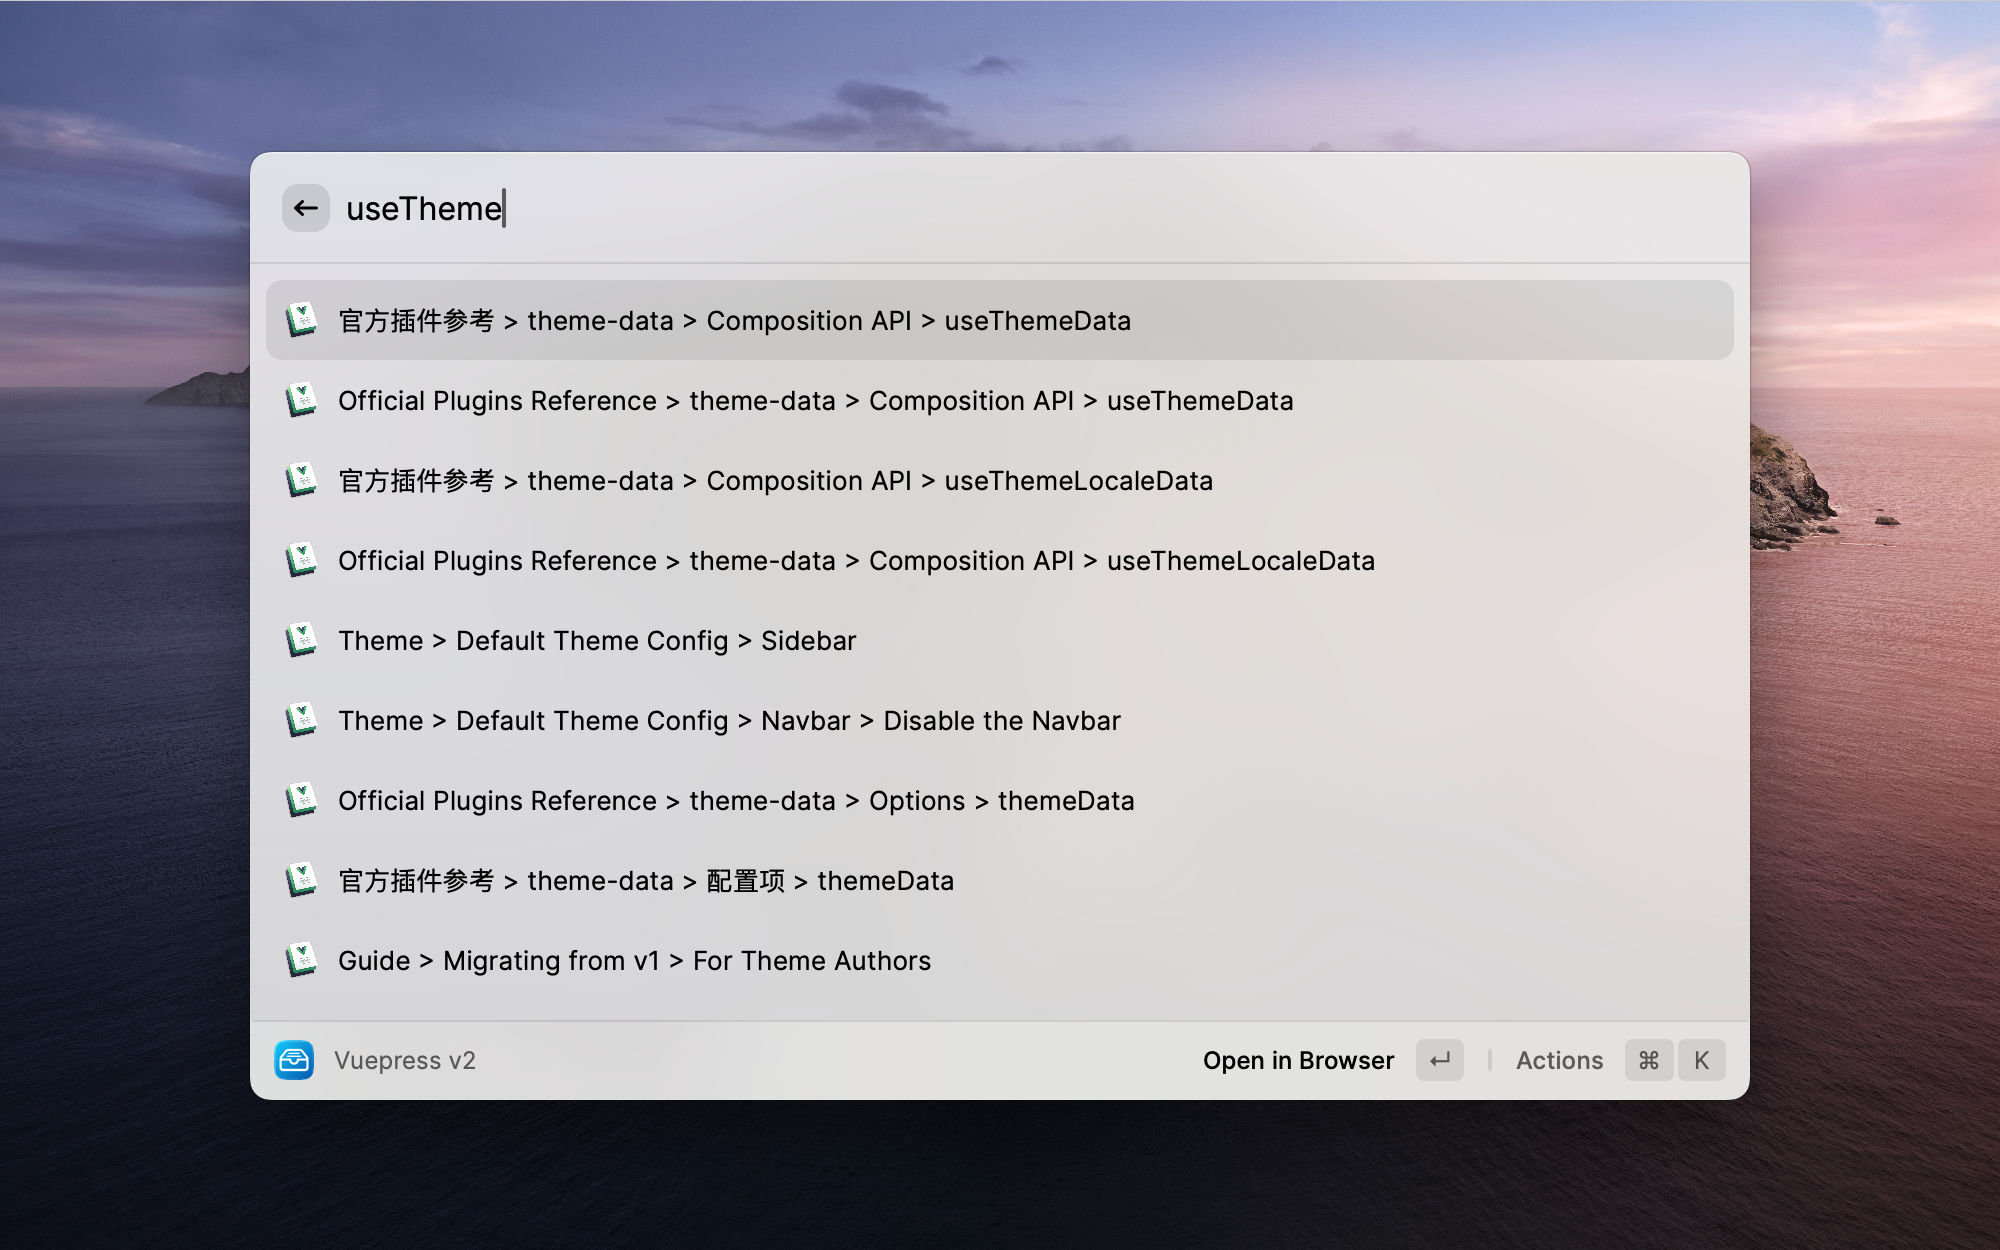 useTheme
官方插件参考 > theme-data > Composition API > useThemeData
Official Plugins Reference > theme-data > Composition API > useThemeData
官方插件参考 > theme-data > Composition API > useThemeLocaleData
Official Plugins Reference > theme-data > Composition API > useThemeLocaleData
Theme > Default Theme Config > Sidebar
Theme > Default Theme Config > Navbar > Disable the Navbar
Official Plugins Reference > theme-data > Options > themeData
官方插件参考 > theme-data > 配置项 > themeData
Guide > Migrating from v1 > For Theme Authors
Vuepress v2 Open in Browser ↵ | Actions ⌘ K